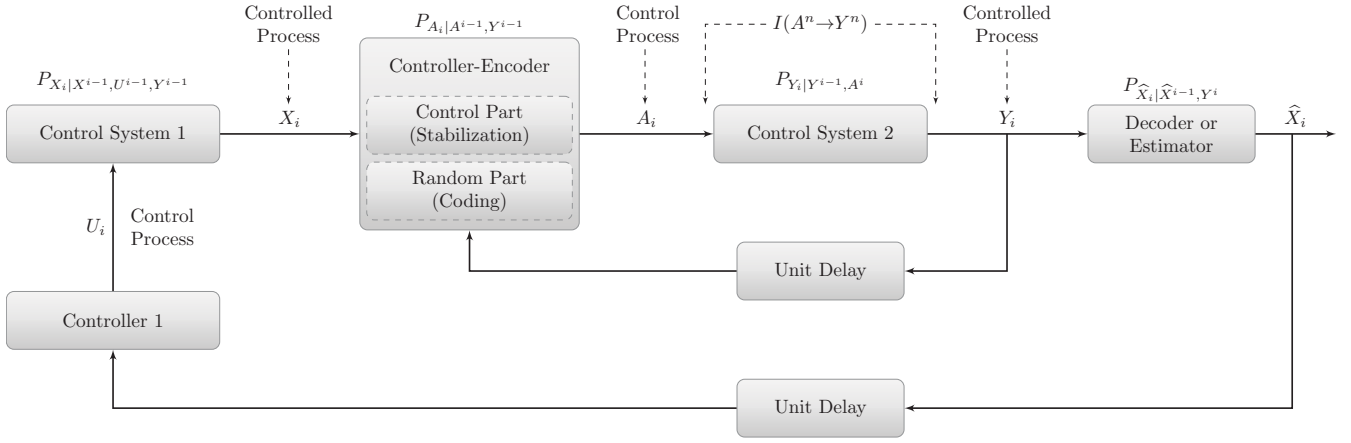 Controlled
Process
P_{A_i|A^{i-1},Y^{i-1}}
Control
Process
I(A^n→Y^n)
Controlled
Process
P_{X_i|X^{i-1},U^{i-1},Y^{i-1}}
Controller-Encoder
P_{Y_i|Y^{i-1},A^i}
P_{\widehat{X}_i|\widehat{X}^{i-1},Y^i}
Control System 1
X_i
Control Part
(Stabilization)
A_i
Control System 2
Y_i
Decoder or
Estimator
\widehat{X}_i
Random Part
(Coding)
U_i
Control
Process
Unit Delay
Controller 1
Unit Delay